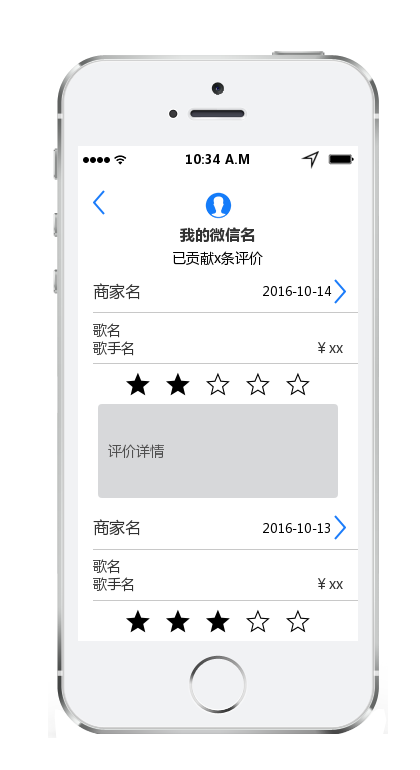 10:34 A.M
我的微信名
已贡献x条评价
商家名 2016-10-14
歌名
歌手名 ¥ xx
评价详情
商家名 2016-10-13
歌名
歌手名 ¥ xx